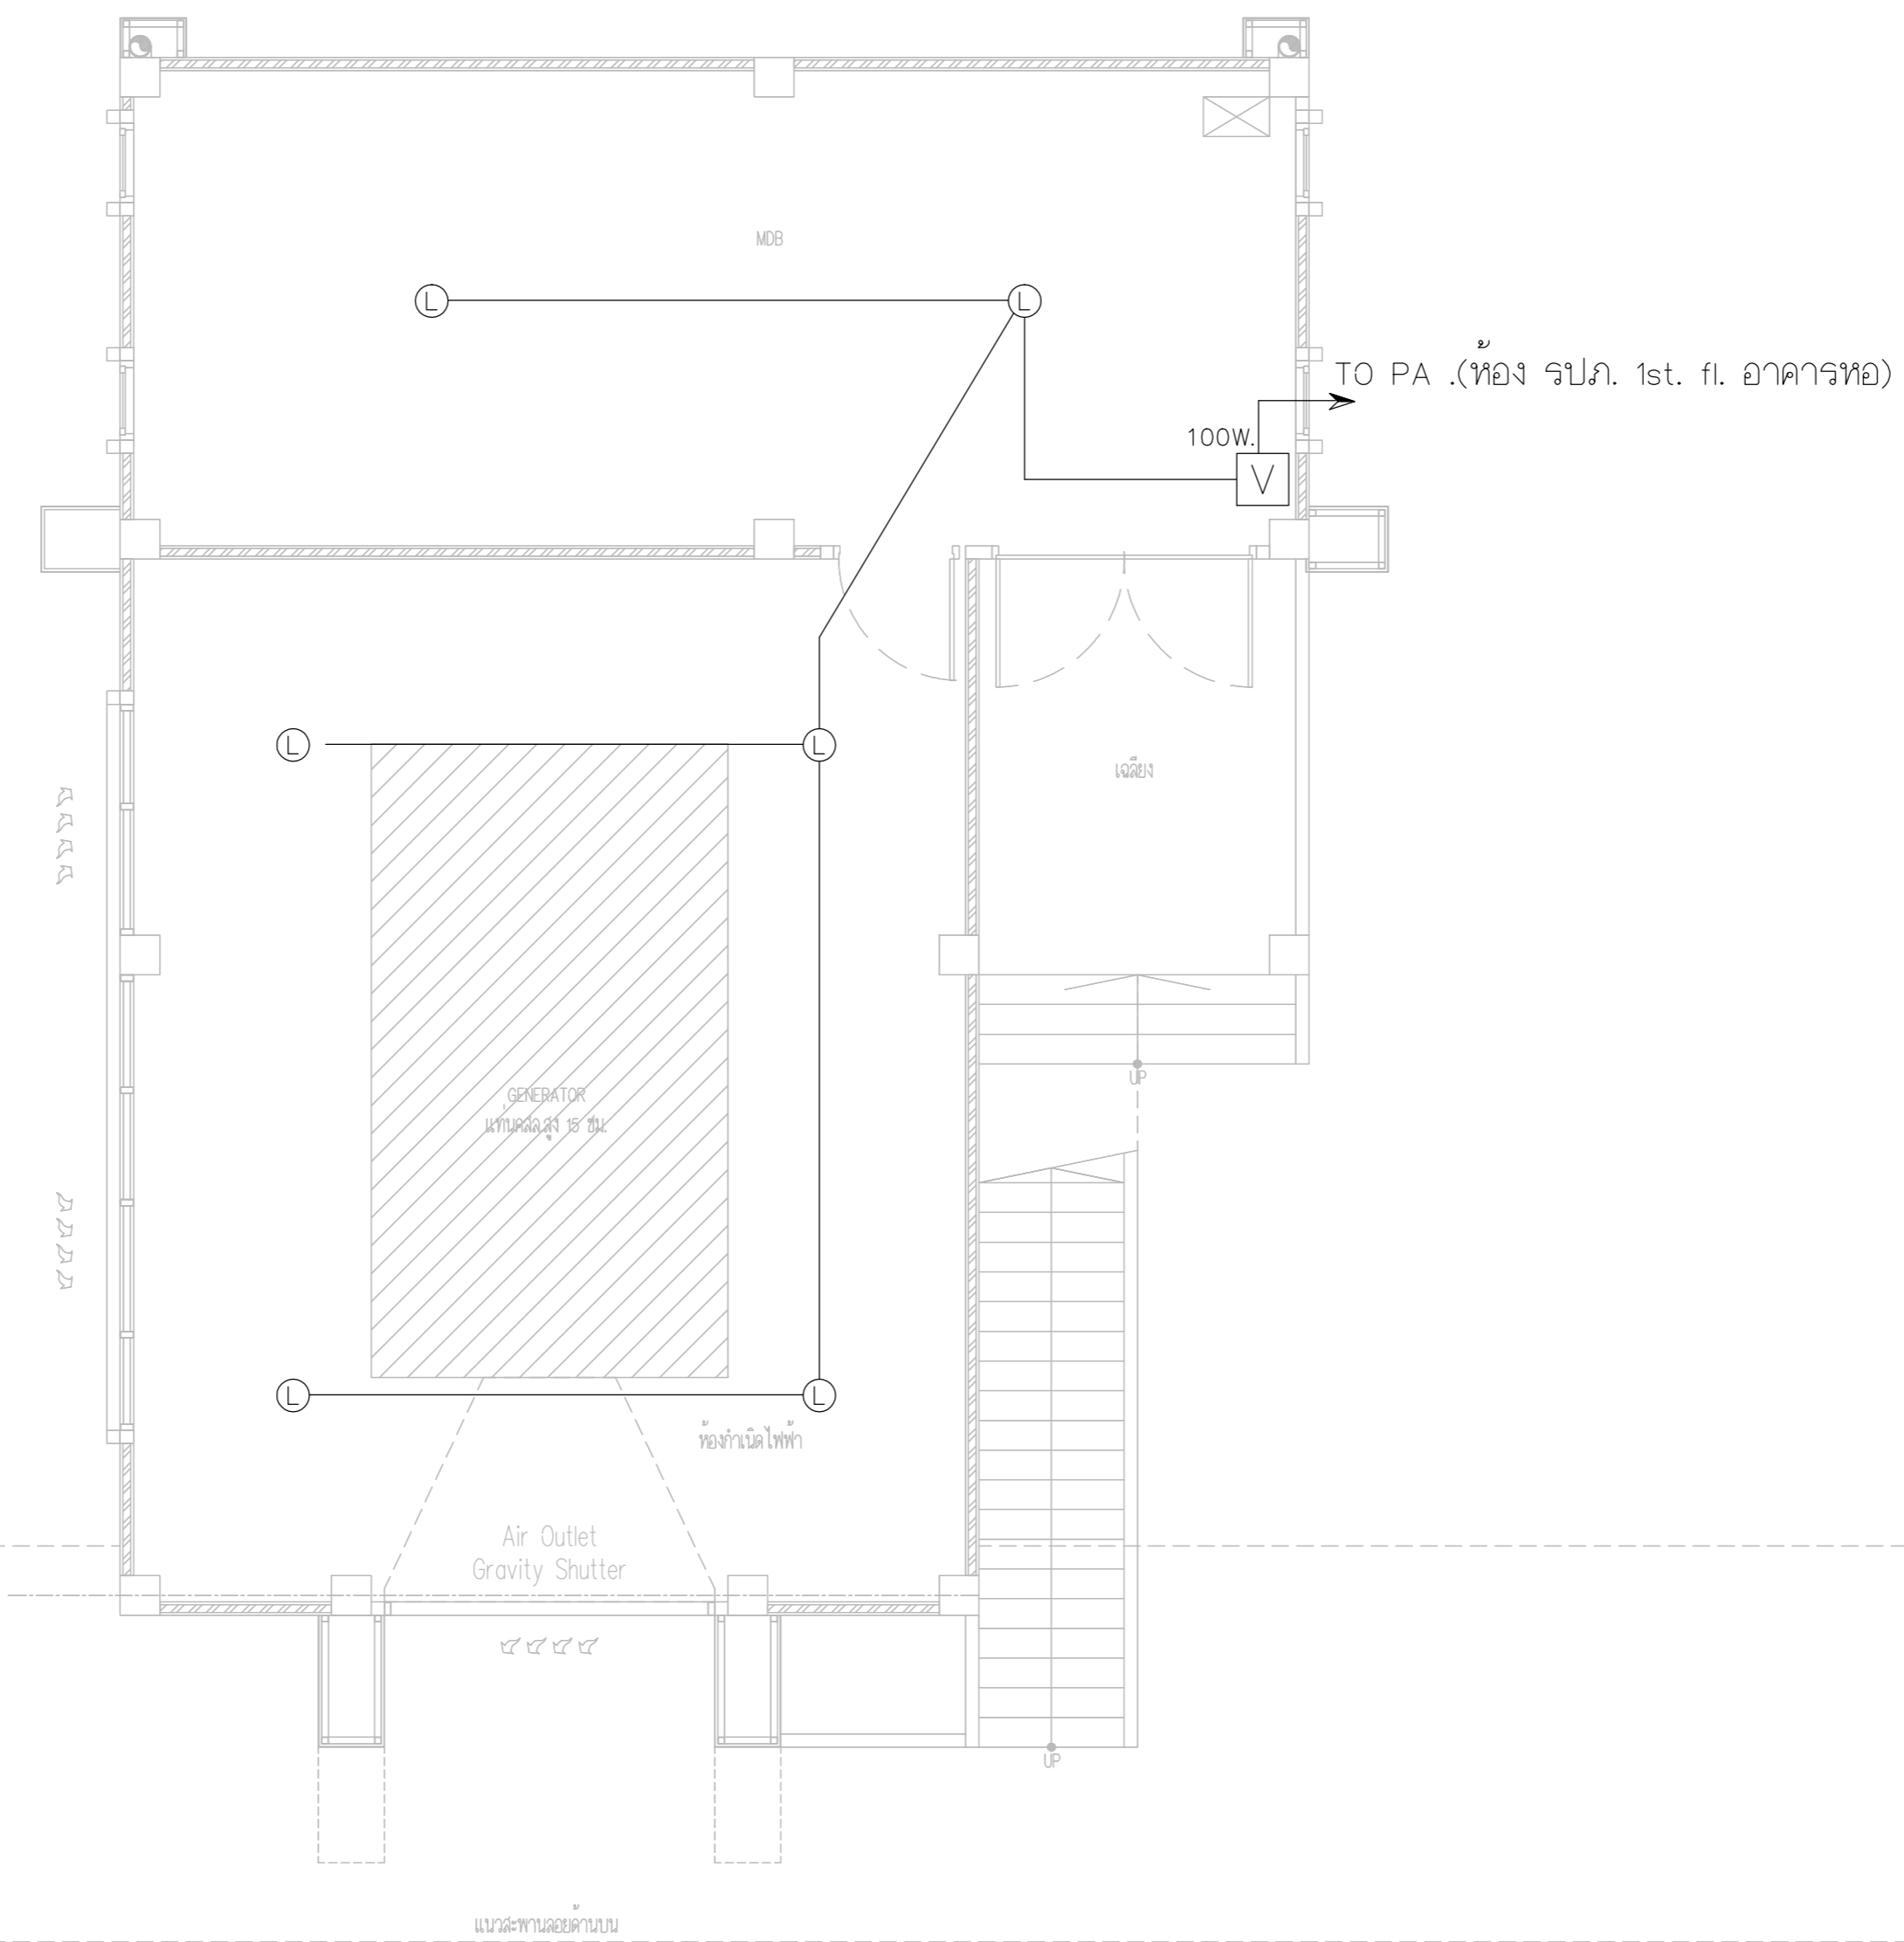 MDB
L
L
TO PA .(ห้อง รปภ. 1st. fl. อาคารหอ)
100W.
V
L
L
เฉลียง
UP
GENERATOR
แท่นคสล.สูง 15 ซม.
L
L
ห้องกำเนิดไฟฟ้า
Air Outlet
Gravity Shutter
UP
แนวสะพานลอยด้านบน